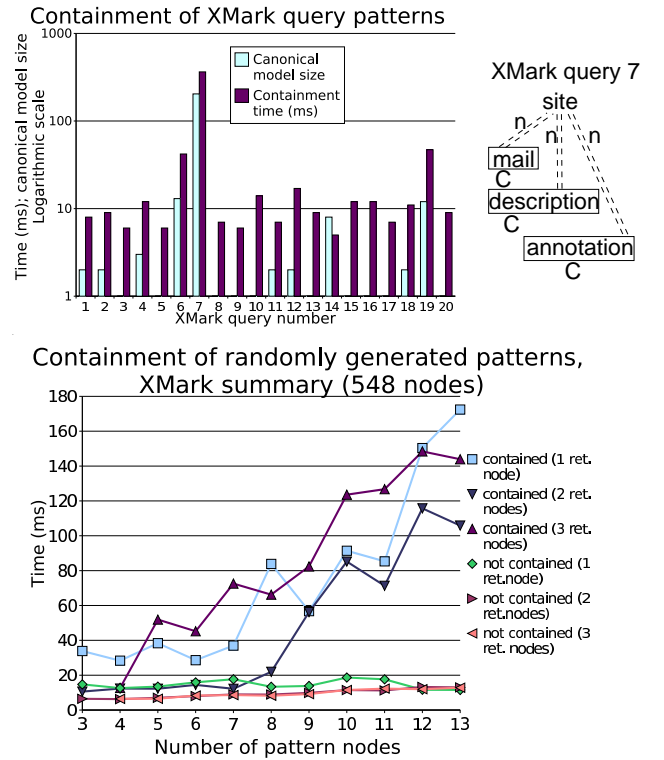 Containment of XMark query patterns
1000
100
10
1
Time (ms); canonical model size
Logarithmic scale
Canonical
model size
Containment
time (ms)
1 2 3 4 5 6 7 8 9 10 11 12 13 14 15 16 17 18 19 20
XMark query number
XMark query 7
site
n n n
mail
C
description
C
annotation
C
Containment of randomly generated patterns,
XMark summary (548 nodes)
180
160
140
120
100
80
60
40
20
0
Time (ms)
3 4 5 6 7 8 9 10 11 12 13
Number of pattern nodes
contained (1 ret.
node)
contained (2 ret.
nodes)
contained (3 ret.
nodes)
not contained (1
ret.node)
not contained (2
ret.nodes)
not contained (3
ret. nodes)